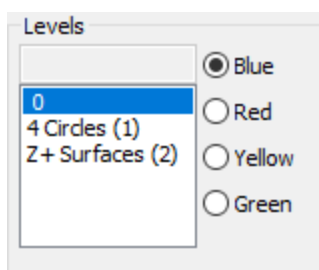 Levels
Blue
0
Red
4 Circles (1)
Z+ Surfaces (2)
Yellow
Green